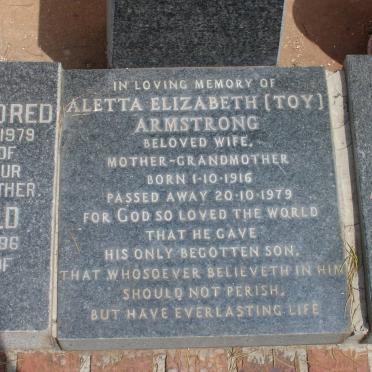 IN LOVING MEMORY OF
ALETTA ELIZABETH (TOY)
ARMSTRONG
BELOVED WIFE,
MOTHER-GRANDMOTHER
BORN 1·10·1916
PASSED AWAY 20·10·1979
FOR GOD SO LOVED THE WORLD
THAT HE GAVE
HIS ONLY BEGOTTEN SON,
THAT WHOSOEVER BELIEVETH IN HIM
SHOULD NOT PERISH,
BUT HAVE EVERLASTING LIFE
DRED
1979
OF
UR
THER.
LD
96
OF